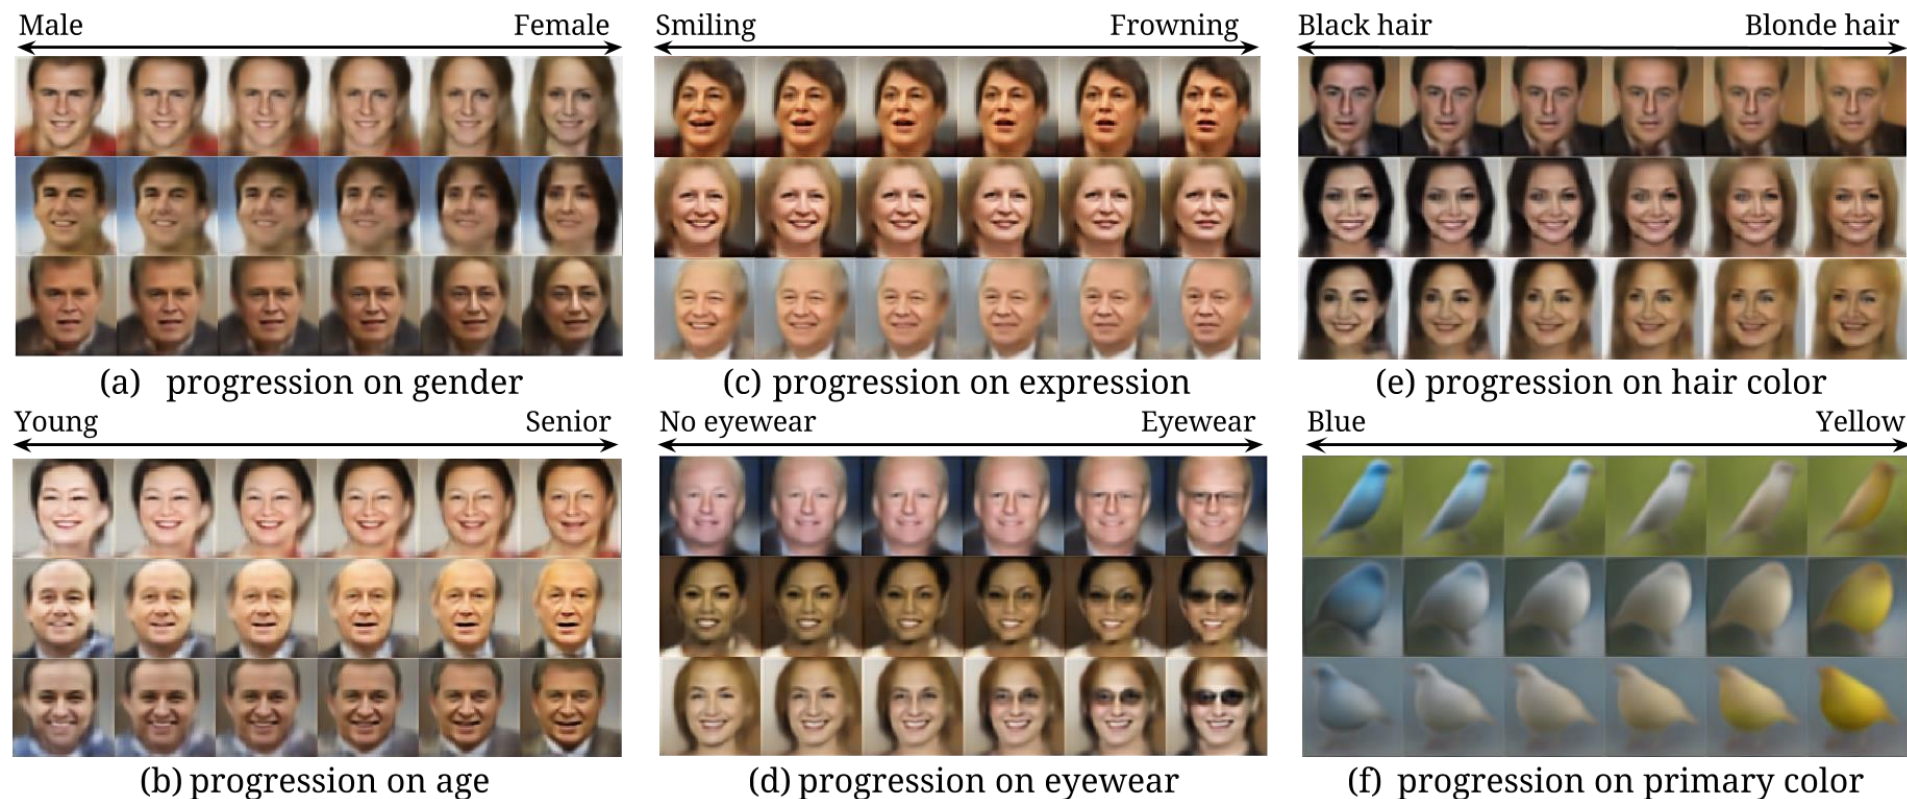 Male Female
Smiling Frowning
Black hair Blonde hair
(a) progression on gender
(c) progression on expression
(e) progression on hair color
Young Senior
No eyewear Eyewear
Blue Yellow
(b) progression on age
(d) progression on eyewear
(f) progression on primary color